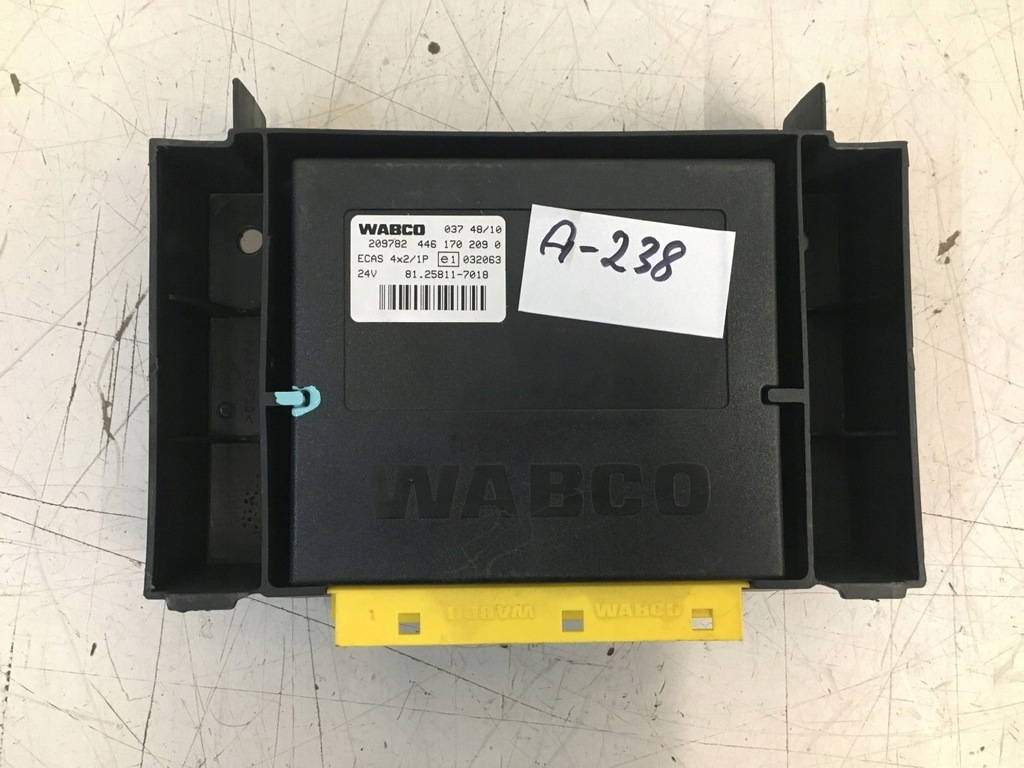 WABCO 037 48/10
209782 446 170 209 0
ECAS 4x2/1P e1 032063
24V 81.25811-7018
A-238
WABCO
WABCO